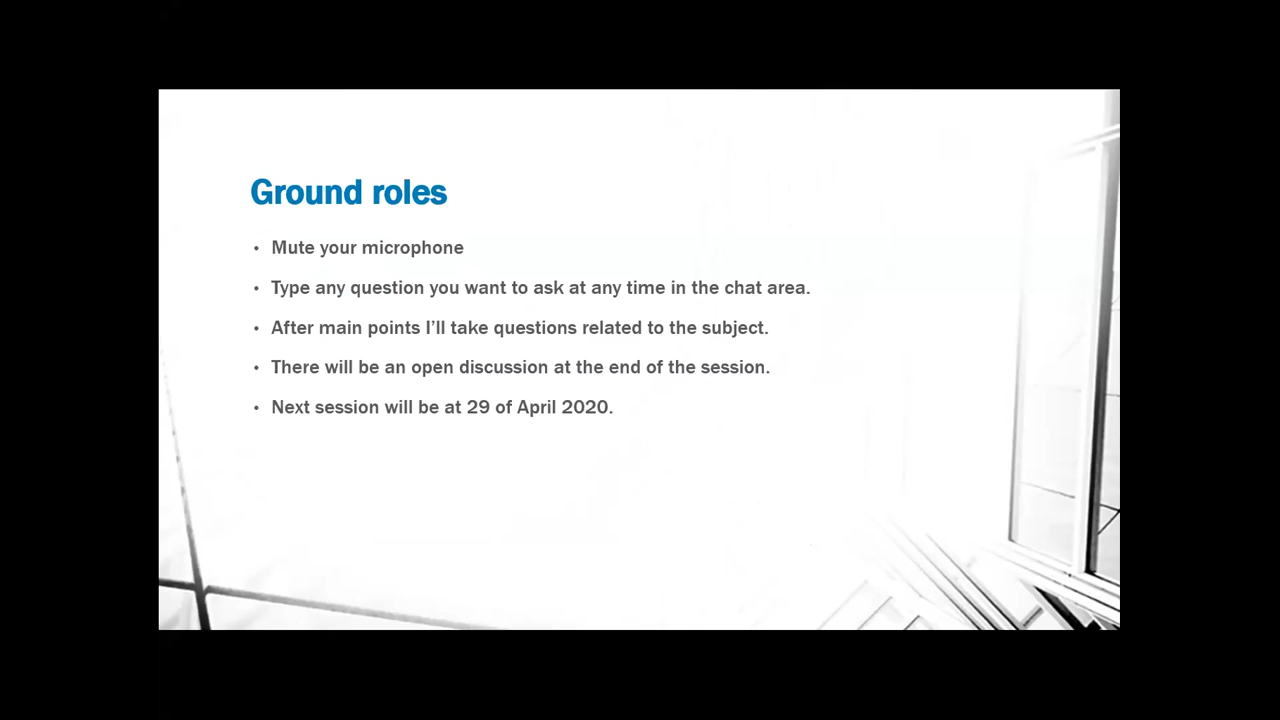 Ground roles
• Mute your microphone
• Type any question you want to ask at any time in the chat area.
• After main points I’ll take questions related to the subject.
• There will be an open discussion at the end of the session.
• Next session will be at 29 of April 2020.